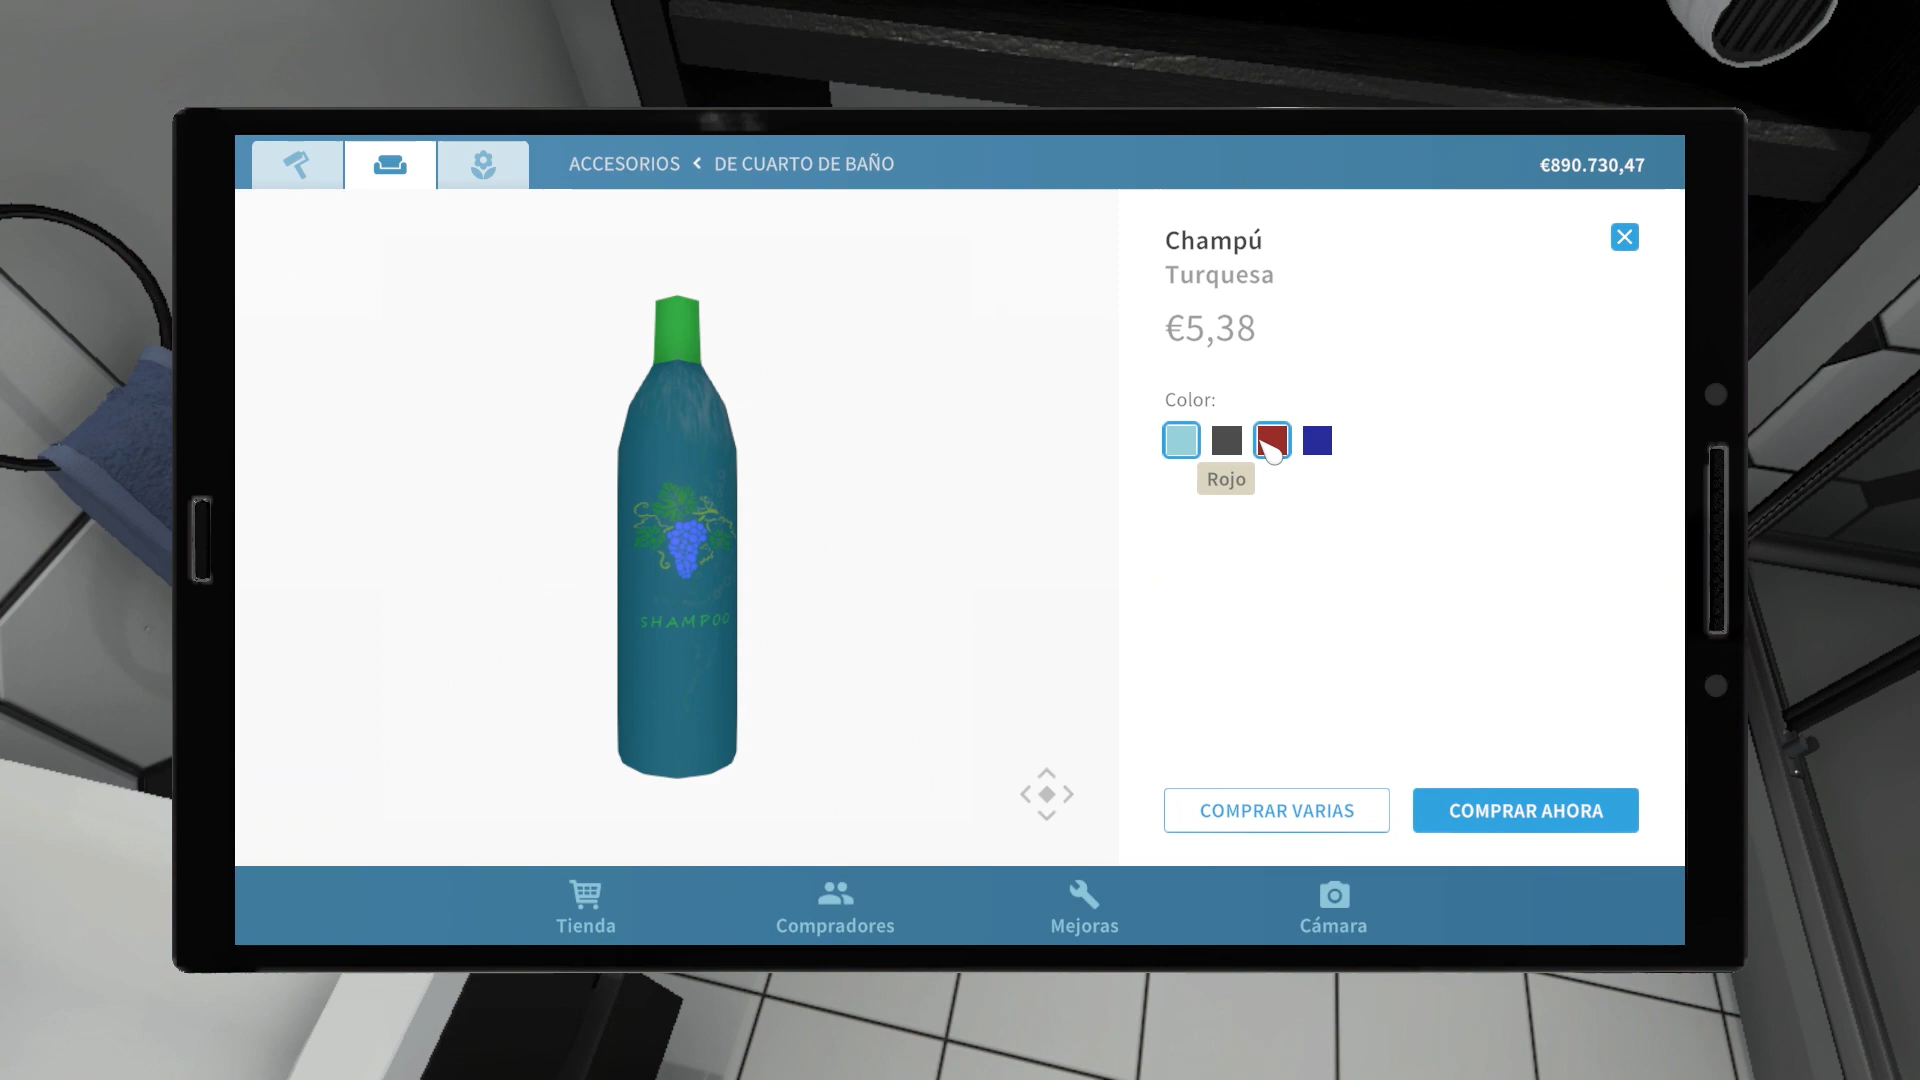 ACCESORIOS < DE CUARTO DE BAÑO
€890.730,47
Champú
Turquesa
€5,38
Color:
Rojo
SHAMPOO
COMPRAR VARIAS
COMPRAR AHORA
Tienda
Compradores
Mejoras
Cámara